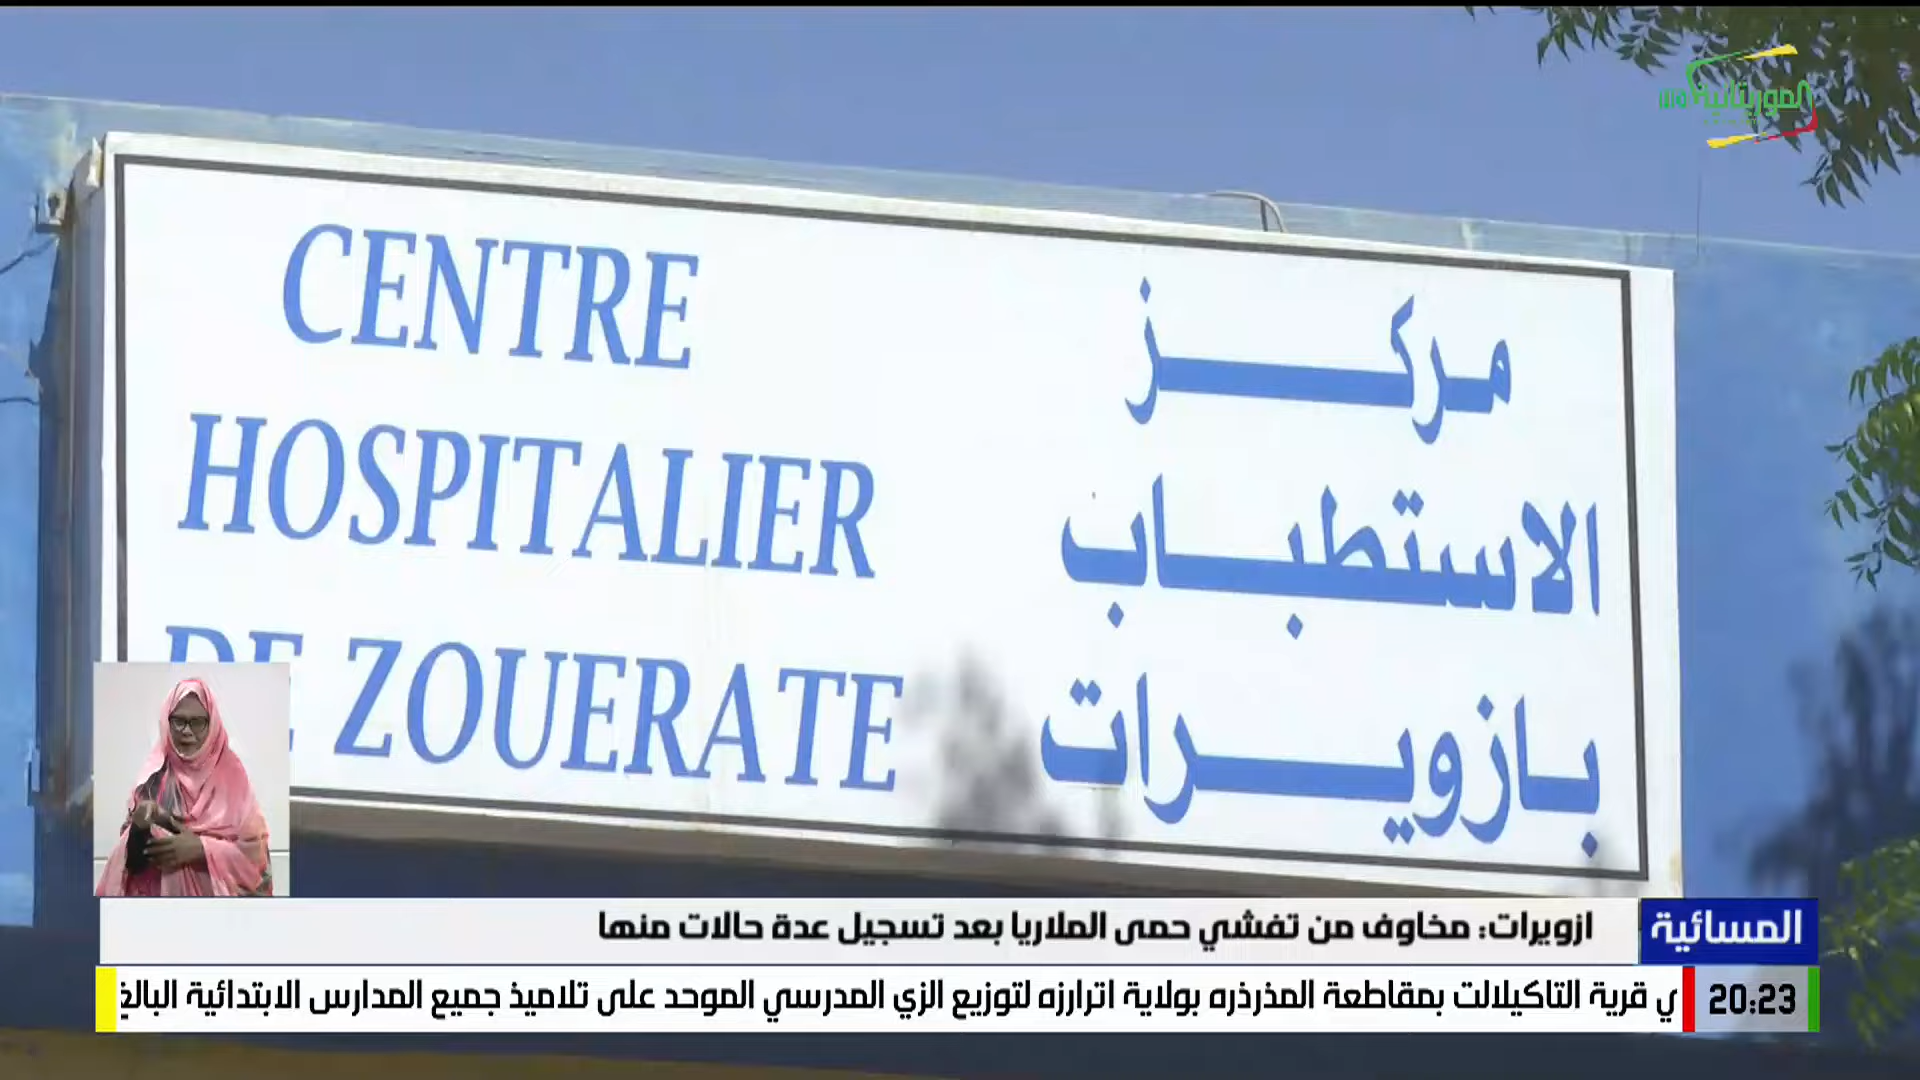 الموريتانية
CENTRE
HOSPITALIER
DE ZOUERATE
مركز
الاستطباب
بازويرات
المسائية
ازويرات: مخاوف من تفشي حمى الملاريا بعد تسجيل عدة حالات منها
20:23
ي قرية التاكيلالت بمقاطعة المذرذره بولاية اترارزه لتوزيع الزي المدرسي الموحد على تلاميذ جميع المدارس الابتدائية البالغ